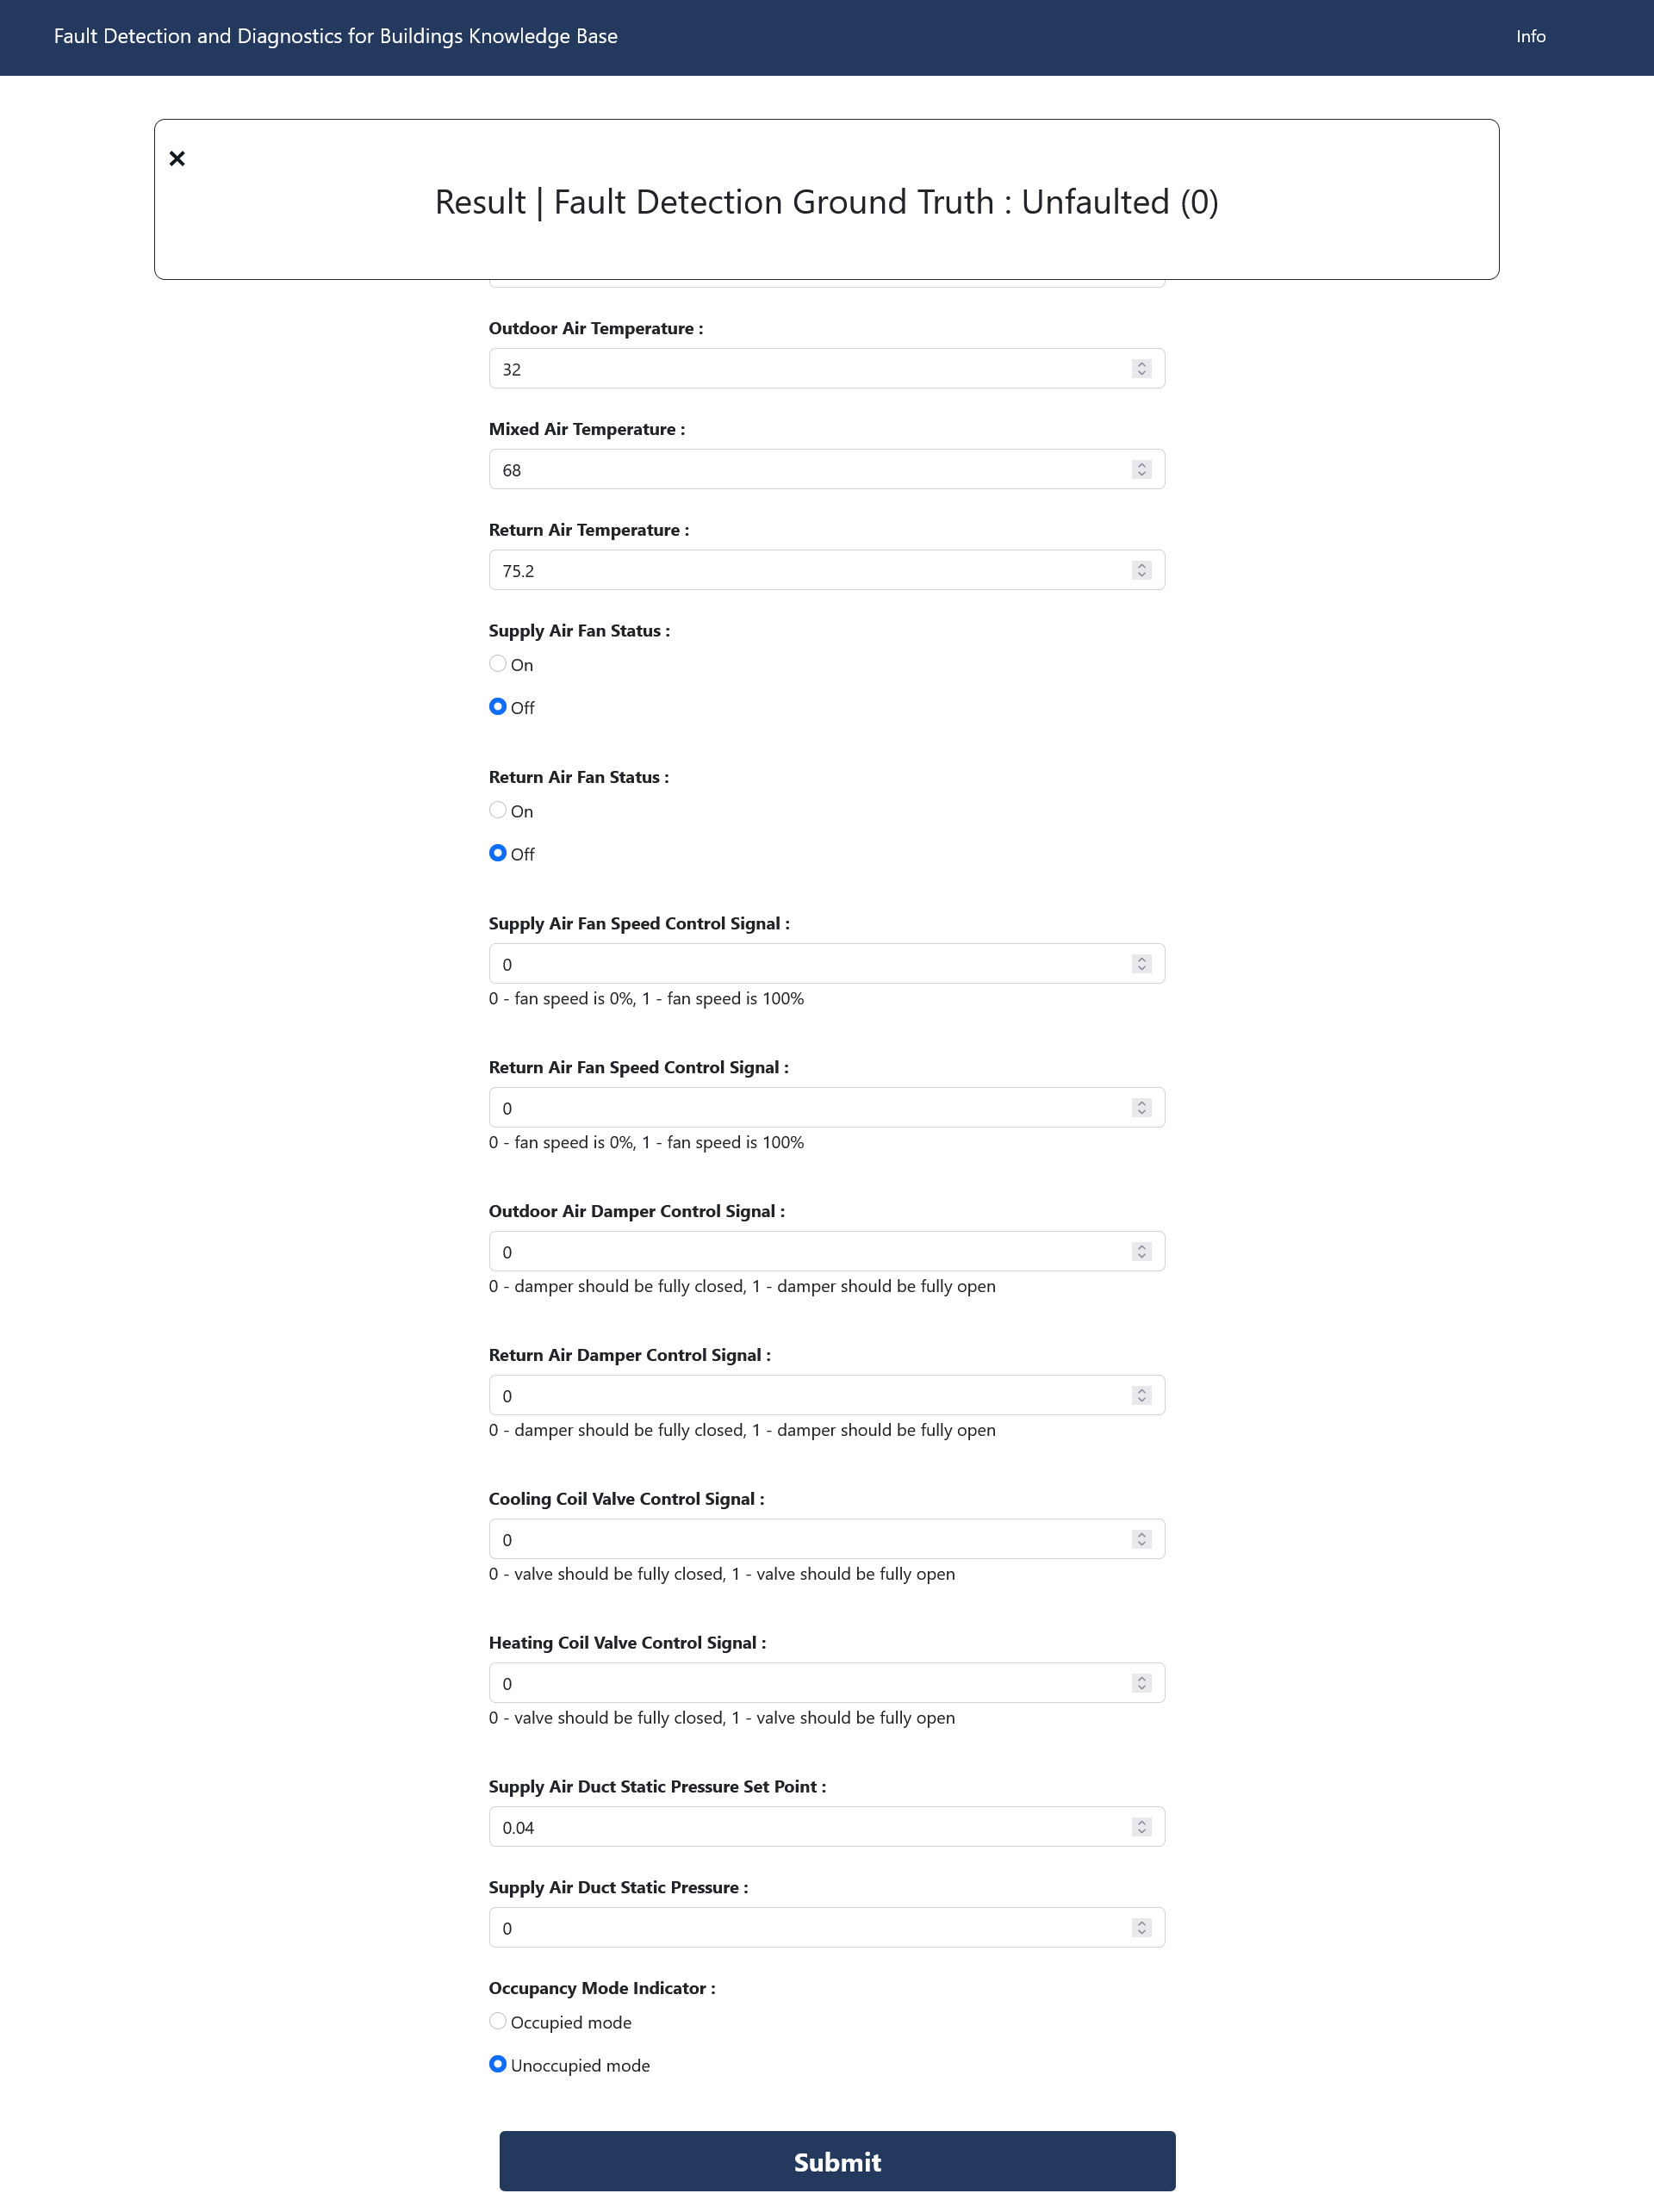 Fault Detection and Diagnostics for Buildings Knowledge Base
Info
×
Result | Fault Detection Ground Truth : Unfaulted (0)
Outdoor Air Temperature :
32
Mixed Air Temperature :
68
Return Air Temperature :
75.2
Supply Air Fan Status :
On
Off
Return Air Fan Status :
On
Off
Supply Air Fan Speed Control Signal :
0
0 - fan speed is 0%, 1 - fan speed is 100%
Return Air Fan Speed Control Signal :
0
0 - fan speed is 0%, 1 - fan speed is 100%
Outdoor Air Damper Control Signal :
0
0 - damper should be fully closed, 1 - damper should be fully open
Return Air Damper Control Signal :
0
0 - damper should be fully closed, 1 - damper should be fully open
Cooling Coil Valve Control Signal :
0
0 - valve should be fully closed, 1 - valve should be fully open
Heating Coil Valve Control Signal :
0
0 - valve should be fully closed, 1 - valve should be fully open
Supply Air Duct Static Pressure Set Point :
0.04
Supply Air Duct Static Pressure :
0
Occupancy Mode Indicator :
Occupied mode
Unoccupied mode
Submit